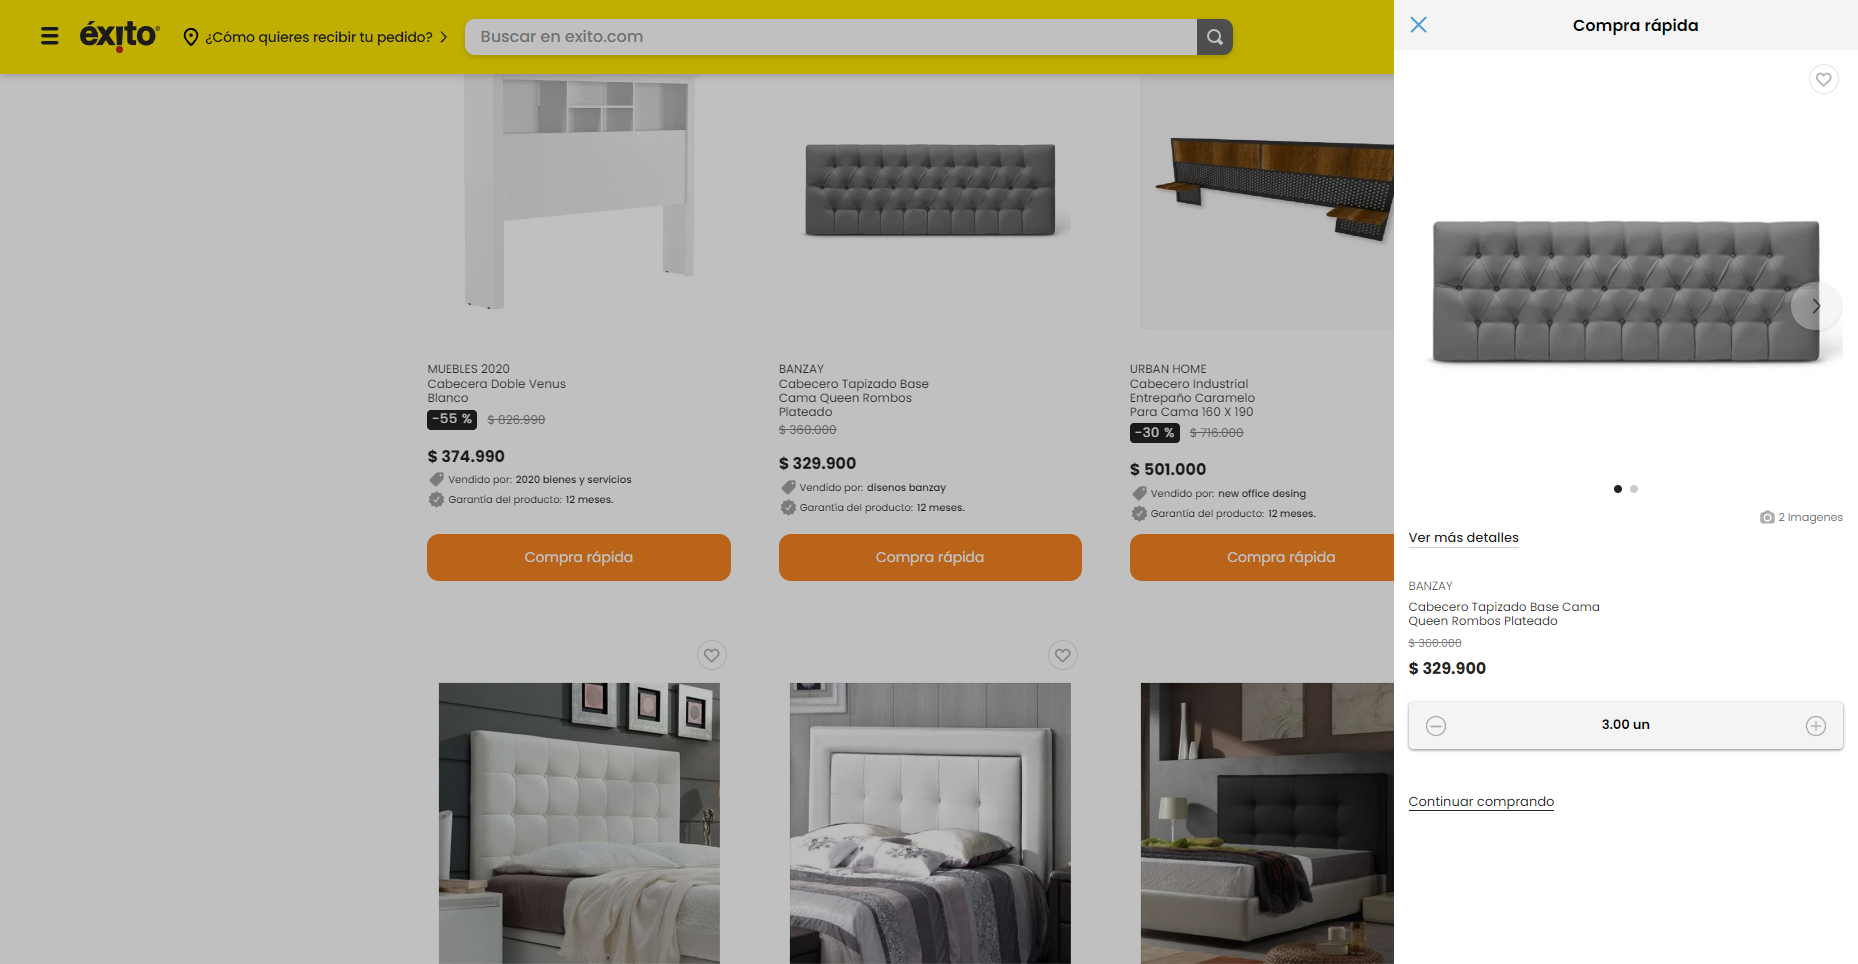 éxito
¿Cómo quieres recibir tu pedido?
Buscar en exito.com
MUEBLES 2020
Cabecera Doble Venus
Blanco
-55 % $ 826.990
$ 374.990
Vendido por: 2020 bienes y servicios
Garantía del producto: 12 meses.
Compra rápida
BANZAY
Cabecero Tapizado Base
Cama Queen Rombos
Plateado
$ 360.000
$ 329.900
Vendido por: disenos banzay
Garantía del producto: 12 meses.
Compra rápida
URBAN HOME
Cabecero Industrial
Entrepaño Caramelo
Para Cama 160 X 190
-30 % $ 716.000
$ 501.000
Vendido por: new office desing
Garantía del producto: 12 meses.
Compra rápida
Compra rápida
2 Imagenes
Ver más detalles
BANZAY
Cabecero Tapizado Base Cama
Queen Rombos Plateado
$ 360.000
$ 329.900
3.00 un
Continuar comprando